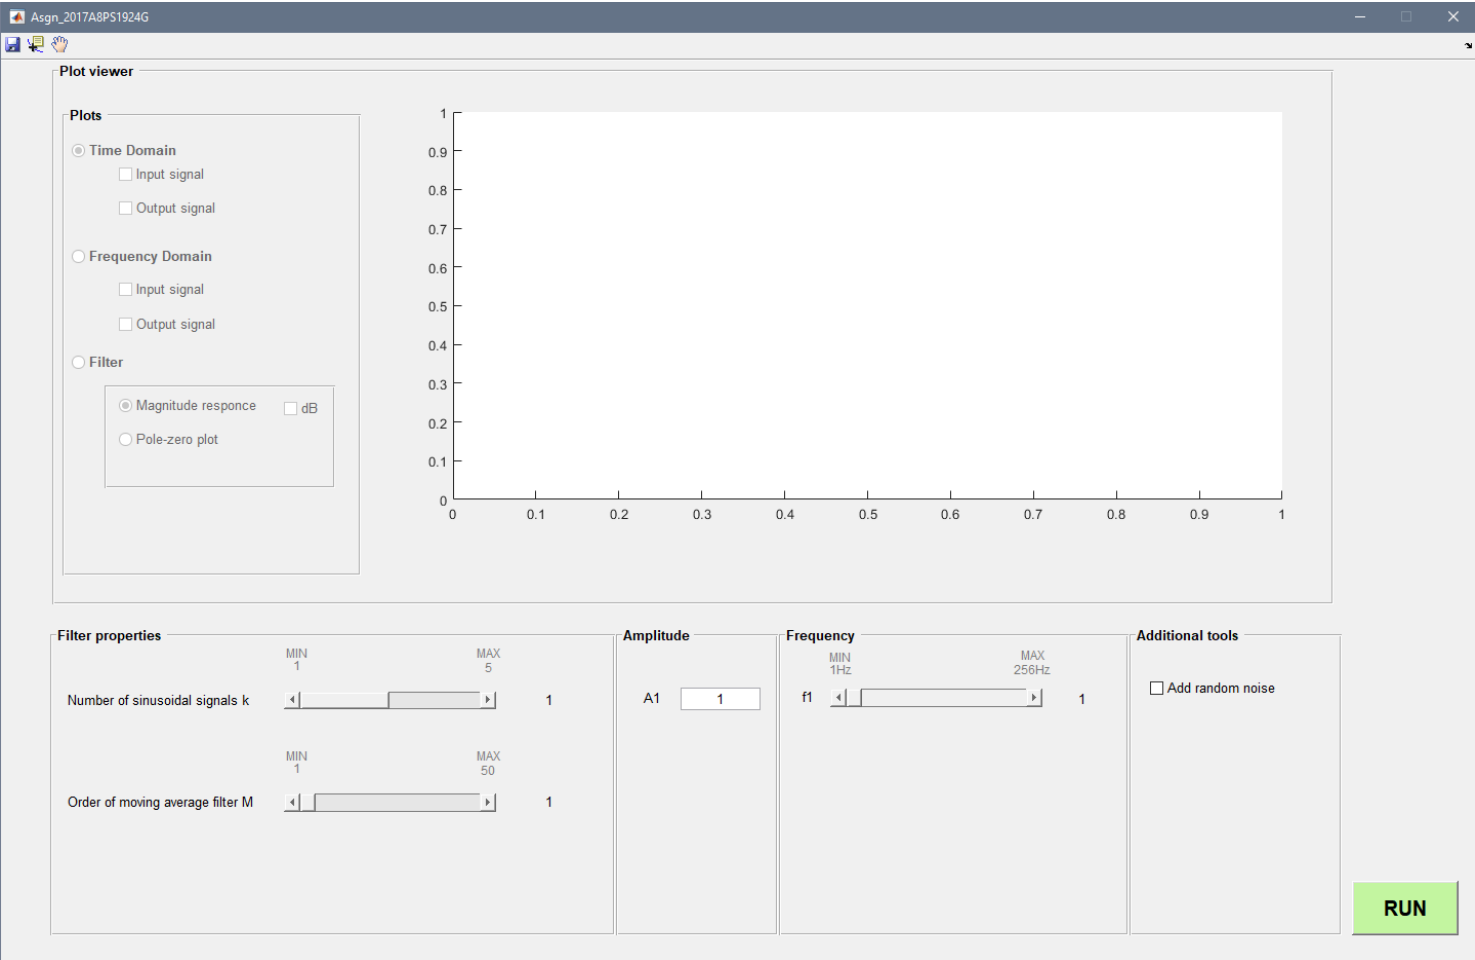 Asgn_2017A8PS1924G
Plot viewer
Plots
Time Domain
Input signal
Output signal
Frequency Domain
Input signal
Output signal
Filter
Magnitude responce
dB
Pole-zero plot
1
0.9
0.8
0.7
0.6
0.5
0.4
0.3
0.2
0.1
0
0 0.1 0.2 0.3 0.4 0.5 0.6 0.7 0.8 0.9 1
Filter properties
MIN MAX
1 5
Number of sinusoidal signals k 1
MIN MAX
1 50
Order of moving average filter M 1
Amplitude
A1 1
Frequency
MIN MAX
1Hz 256Hz
f1 1
Additional tools
Add random noise
RUN